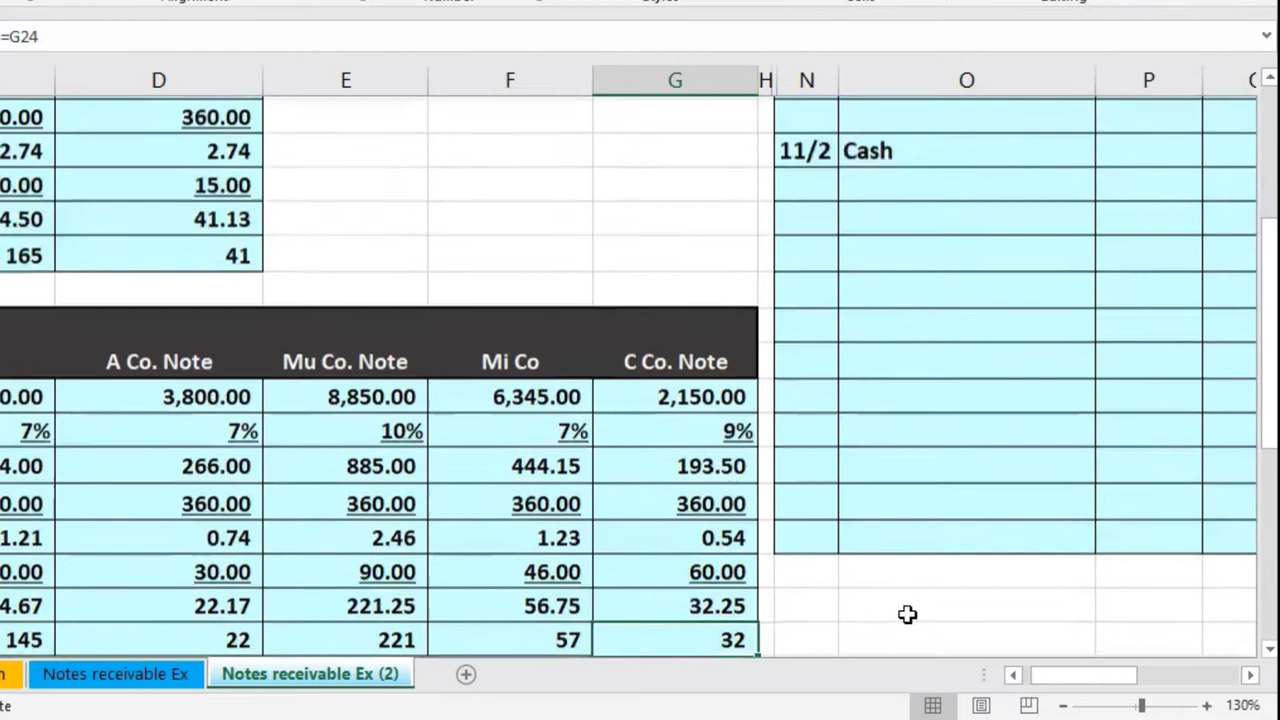 =G24
D E F G H N O P
0.00 360.00
2.74 2.74 11/2 Cash
0.00 15.00
4.50 41.13
165 41
A Co. Note Mu Co. Note Mi Co C Co. Note
0.00 3,800.00 8,850.00 6,345.00 2,150.00
7% 7% 10% 7% 9%
4.00 266.00 885.00 444.15 193.50
0.00 360.00 360.00 360.00 360.00
1.21 0.74 2.46 1.23 0.54
0.00 30.00 90.00 46.00 60.00
4.67 22.17 221.25 56.75 32.25
145 22 221 57 32
Notes receivable Ex Notes receivable Ex (2)
130%